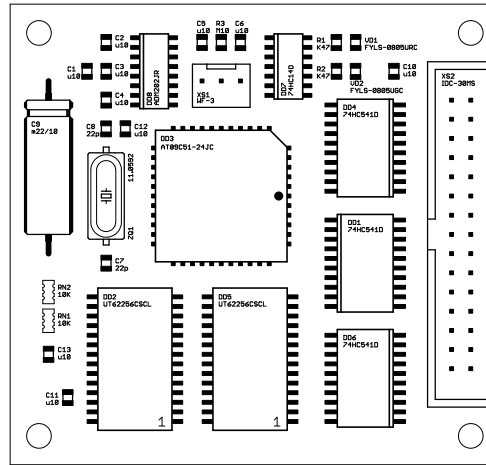 C2
u10
C1
u10
C3
u10
C4
u10
C9
m22/10
C8
22p
C12
u10
11.0592
ZQ1
C7
22p
RN2
10K
RN1
10K
C13
u10
C11
u10
DD8
ADM202JR
C5
u10
R3
M10
C6
u10
XS1
WF-3
DD7
74HC14D
R1
K47
VD1
FYLS-0805URC
R2
K47
VD2
FYLS-0805UGC
C10
u10
XS2
IDC-30MS
DD3
AT89C51-24JC
DD4
74HC541D
DD1
74HC541D
DD6
74HC541D
DD2
UT62256CSCL
1
DD5
UT62256CSCL
1